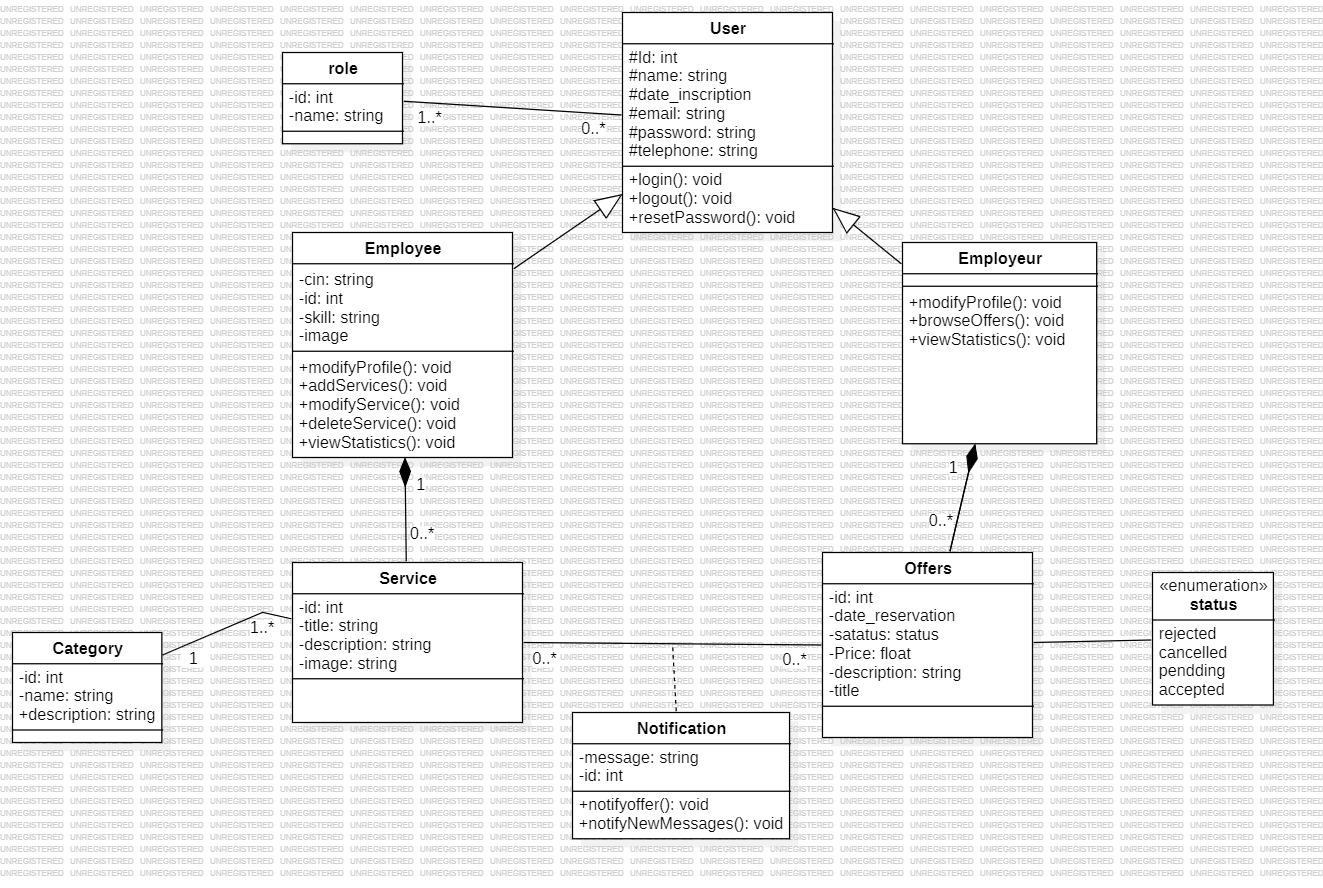 User
#Id: int
#name: string
#date_inscription
#email: string
#password: string
#telephone: string
+login(): void
+logout(): void
+resetPassword(): void
role
-id: int
-name: string
1..*
0..*
Employee
-cin: string
-id: int
-skill: string
-image
+modifyProfile(): void
+addServices(): void
+modifyService(): void
+deleteService(): void
+viewStatistics(): void
Employeur
+modifyProfile(): void
+browseOffers(): void
+viewStatistics(): void
1
0..*
1
0..*
Service
-id: int
-title: string
-description: string
-image: string
Offers
-id: int
-date_reservation
-satatus: status
-Price: float
-description: string
-title
«enumeration»
status
rejected
cancelled
pendding
accepted
Category
-id: int
-name: string
+description: string
1
1..*
0..*
0..*
Notification
-message: string
-id: int
+notifyoffer(): void
+notifyNewMessages(): void
UNREGISTERED